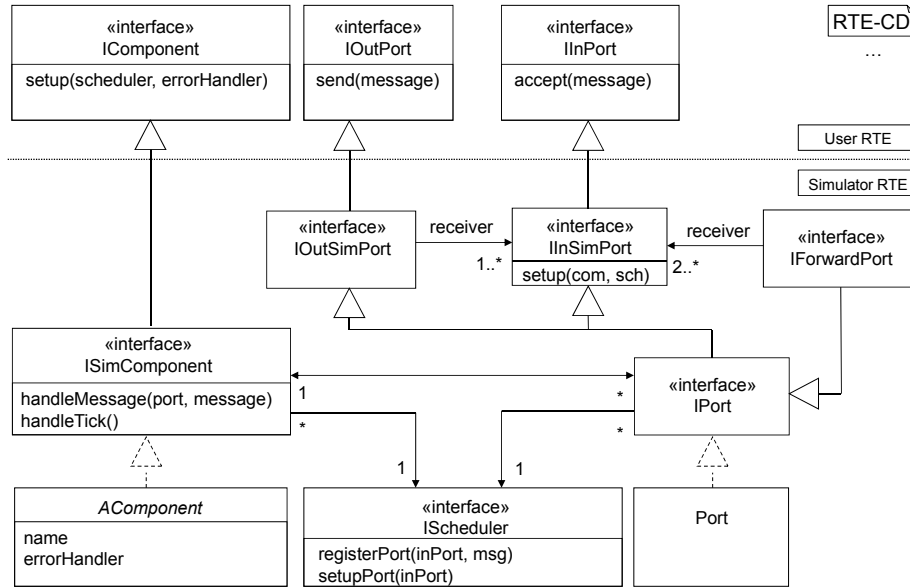 «interface»
IComponent
setup(scheduler, errorHandler)
«interface»
IOutPort
send(message)
«interface»
IInPort
accept(message)
RTE-CD
...
User RTE
Simulator RTE
«interface»
IOutSimPort
receiver
1..*
«interface»
IInSimPort
setup(com, sch)
receiver
2..*
«interface»
IForwardPort
«interface»
ISimComponent
handleMessage(port, message)
handleTick()
1
*
*
*
1
1
«interface»
IPort
AComponent
name
errorHandler
«interface»
IScheduler
registerPort(inPort, msg)
setupPort(inPort)
Port